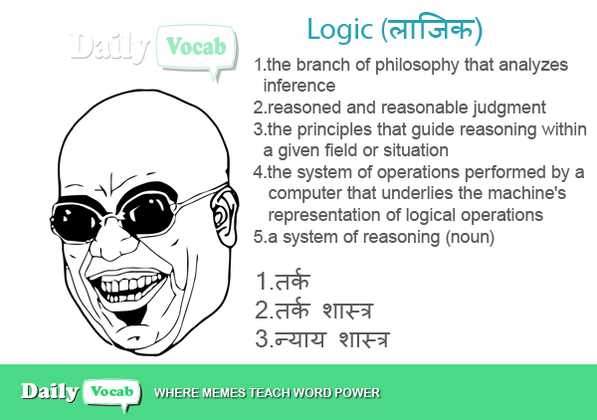 Daily Vocab
Logic (लाजिक)
1.the branch of philosophy that analyzes
inference
2.reasoned and reasonable judgment
3.the principles that guide reasoning within
a given field or situation
4.the system of operations performed by a
computer that underlies the machine's
representation of logical operations
5.a system of reasoning (noun)
1.तर्क
2.तर्क शास्त्र
3.न्याय शास्त्र
Daily Vocab WHERE MEMES TEACH WORD POWER